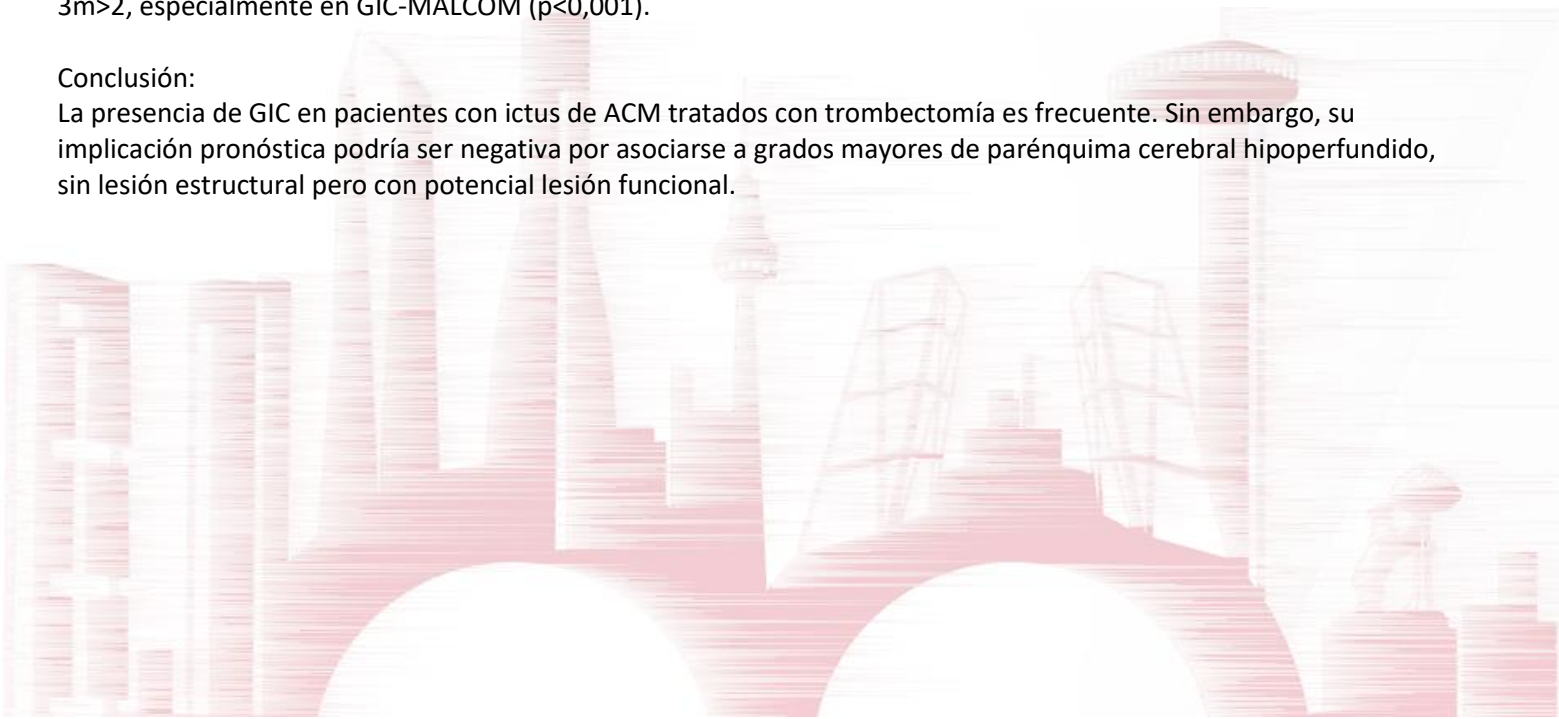 3m>2, especialmente en GIC-MALCOM (p<0,001).
Conclusión:
La presencia de GIC en pacientes con ictus de ACM tratados con trombectomía es frecuente. Sin embargo, su
implicación pronóstica podría ser negativa por asociarse a grados mayores de parénquima cerebral hipoperfundido,
sin lesión estructural pero con potencial lesión funcional.